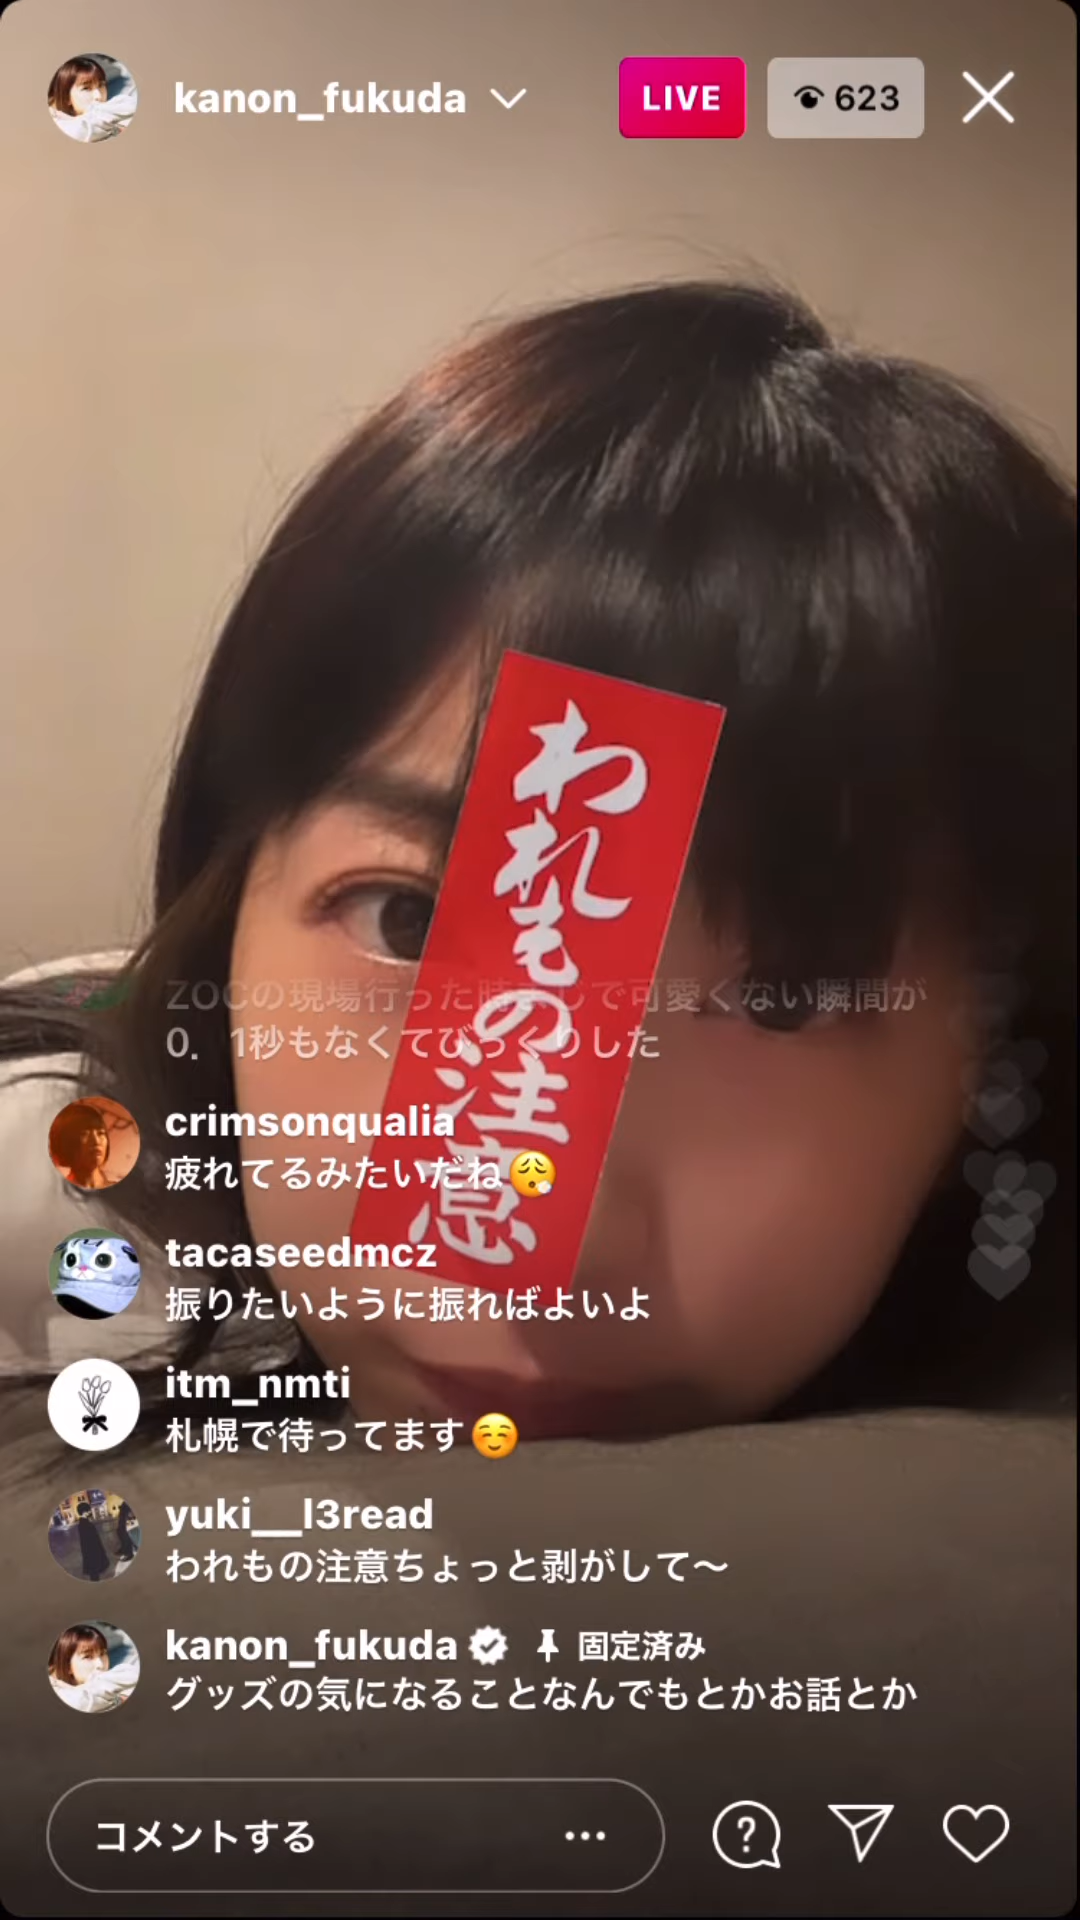 kanon_fukuda
LIVE
623
われもの注意
ZOCの現場行った時まじで可愛くない瞬間が
0．1秒もなくてびっくりした
crimsonqualia
疲れてるみたいだね😮‍💨
tacaseedmcz
振りたいように振ればよいよ
itm_nmti
札幌で待ってます☺️
yuki__l3read
われもの注意ちょっと剥がして〜
kanon_fukuda 固定済み
グッズの気になることなんでもとかお話とか
コメントする